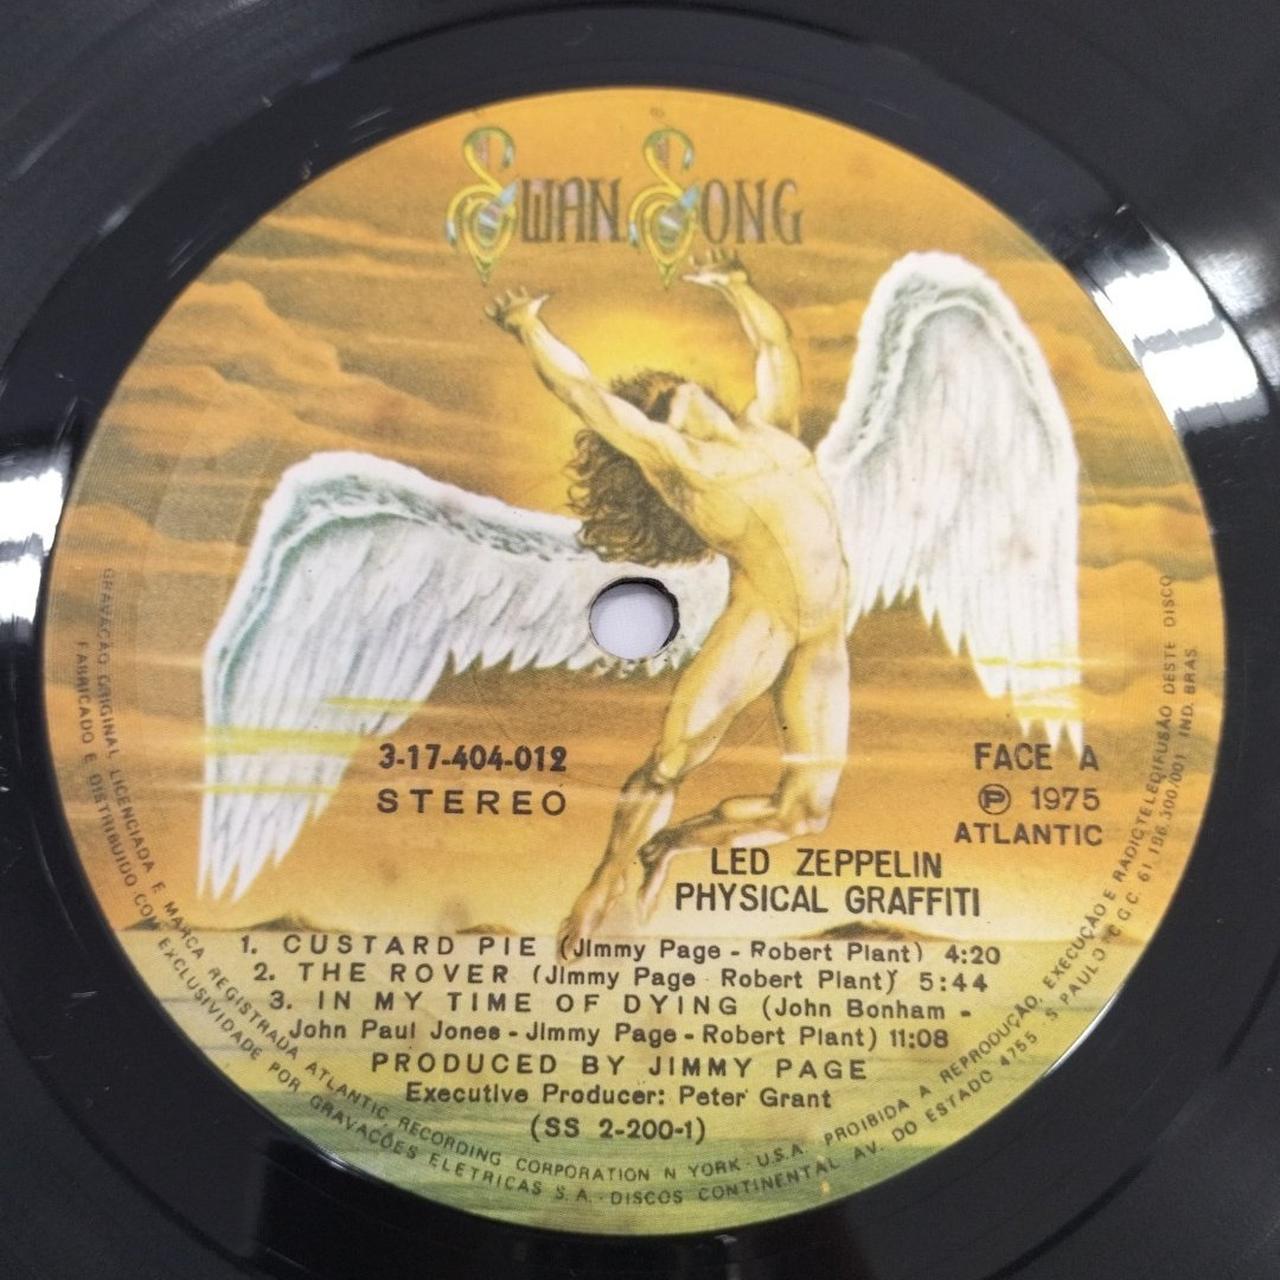 SWAN SONG
3-17-404-012
STEREO
FACE A
Ⓟ 1975
ATLANTIC
LED ZEPPELIN
PHYSICAL GRAFFITI
1. CUSTARD PIE (Jimmy Page - Robert Plant) 4:20
2. THE ROVER (Jimmy Page - Robert Plant) 5:44
3. IN MY TIME OF DYING (John Bonham -
John Paul Jones - Jimmy Page - Robert Plant) 11:08
PRODUCED BY JIMMY PAGE
Executive Producer: Peter Grant
(SS 2-200-1)
GRAVAÇÃO ORIGINAL LICENCIADA E MARCA REGISTRADA ATLANTIC RECORDING CORPORATION N YORK - U.S.A. PROIBIDA A REPRODUÇÃO, EXECUÇÃO E RADIOTELEDIFUSÃO DESTE DISCO
FABRICADO E DISTRIBUIDO COM EXCLUSIVIDADE POR GRAVAÇÕES ELETRICAS S.A. - DISCOS CONTINENTAL AV. DO ESTADO 4755 S PAULO C.G.C. 61.186.300/001 IND. BRAS.